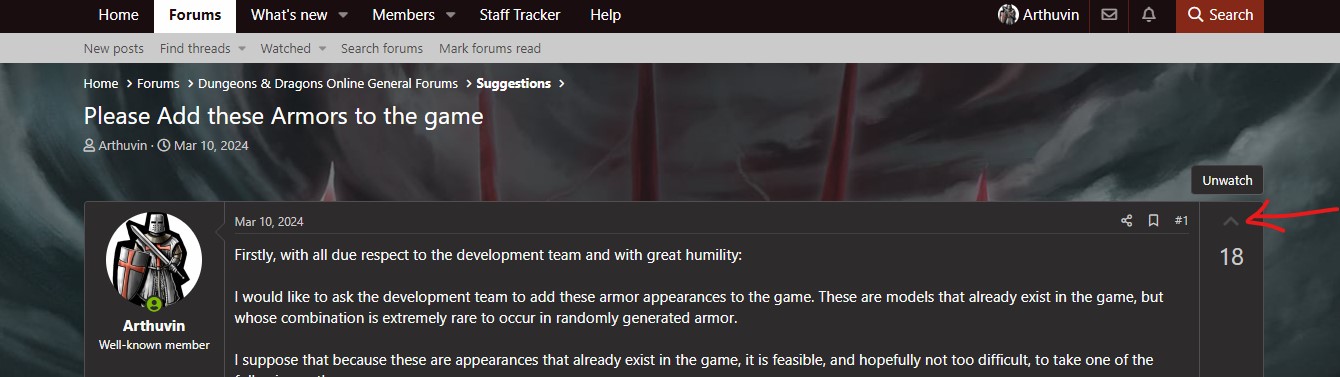 Home Forums What's new Members Staff Tracker Help Arthuvin Search
New posts Find threads Watched Search forums Mark forums read
Home > Forums > Dungeons & Dragons Online General Forums > Suggestions >
Please Add these Armors to the game
Arthuvin · Mar 10, 2024
Unwatch
Mar 10, 2024 #1
18
Firstly, with all due respect to the development team and with great humility:
I would like to ask the development team to add these armor appearances to the game. These are models that already exist in the game, but
whose combination is extremely rare to occur in randomly generated armor.
Arthuvin
Well-known member
I suppose that because these are appearances that already exist in the game, it is feasible, and hopefully not too difficult, to take one of the